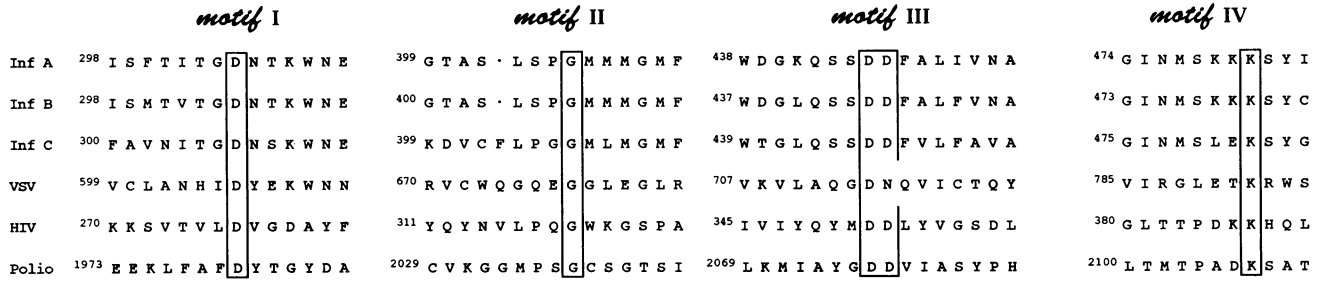 motif I motif II motif III motif IV
Inf A 298 I S F T I T G D N T K W N E 399 G T A S · L S P G M M M G M F 438 W D G K Q S S D D F A L I V N A 474 G I N M S K K K S Y I
Inf B 298 I S M T V T G D N T K W N E 400 G T A S · L S P G M M M G M F 437 W D G L Q S S D D F A L F V N A 473 G I N M S K K K S Y C
Inf C 300 F A V N I T G D N S K W N E 399 K D V C F L P G G M L M G M F 439 W T G L Q S S D D F V L F A V A 475 G I N M S L E K S Y G
VSV 599 V C L A N H I D Y E K W N N 670 R V C W Q G Q E G G L E G L R 707 V K V L A Q G D N Q V I C T Q Y 785 V I R G L E T K R W S
HIV 270 K K S V T V L D V G D A Y F 311 Y Q Y N V L P Q G W K G S P A 345 I V I Y Q Y M D D L Y V G S D L 380 G L T T P D K K H Q L
Polio 1973 E E K L F A F D Y T G Y D A 2029 C V K G G M P S G C S G T S I 2069 L K M I A Y G D D V I A S Y P H 2100 L T M T P A D K S A T